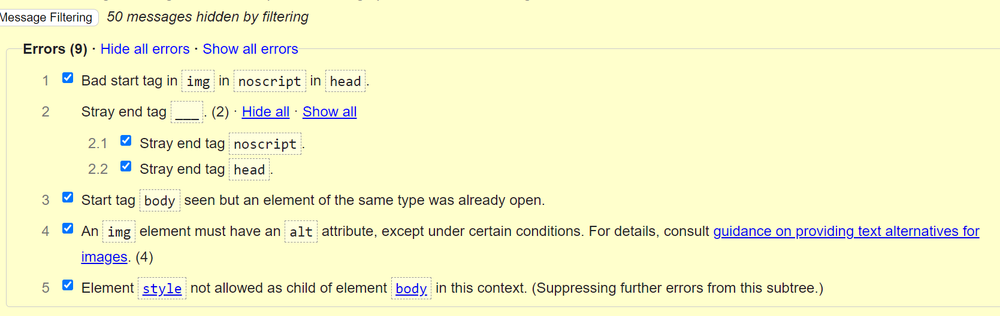 Message Filtering 50 messages hidden by filtering
Errors (9) · Hide all errors · Show all errors
1 Bad start tag in img in noscript in head.
2 Stray end tag ___. (2) · Hide all · Show all
2.1 Stray end tag noscript.
2.2 Stray end tag head.
3 Start tag body seen but an element of the same type was already open.
4 An img element must have an alt attribute, except under certain conditions. For details, consult guidance on providing text alternatives for
images. (4)
5 Element style not allowed as child of element body in this context. (Suppressing further errors from this subtree.)